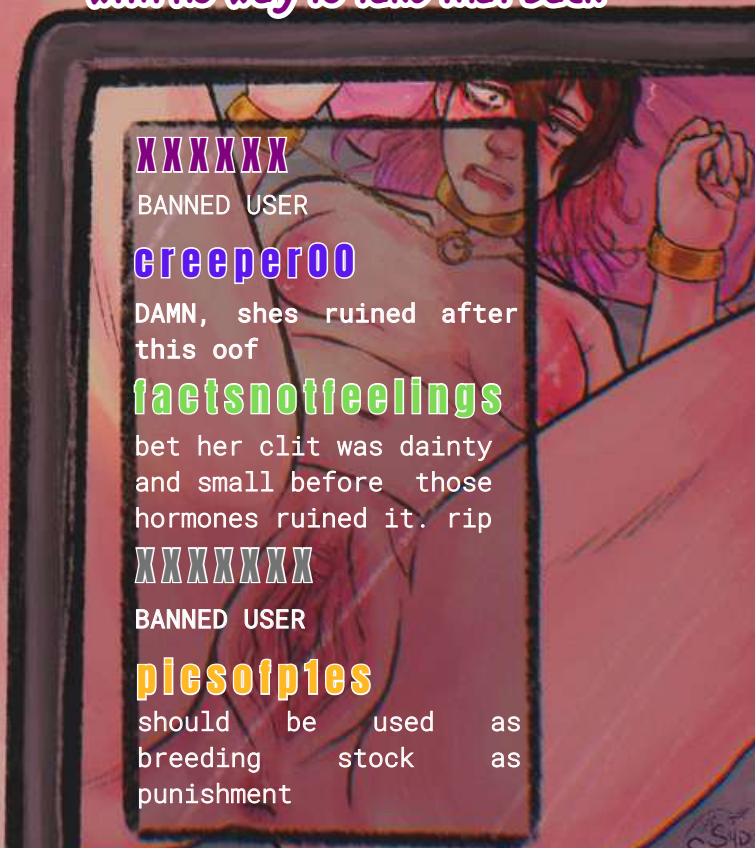 XXXXXX
BANNED USER
creeper00
DAMN, shes ruined after
this oof
factsnotfeelings
bet her clit was dainty
and small before those
hormones ruined it. rip
XXXXXXX
BANNED USER
picsofp1es
should be used as
breeding stock as
punishment